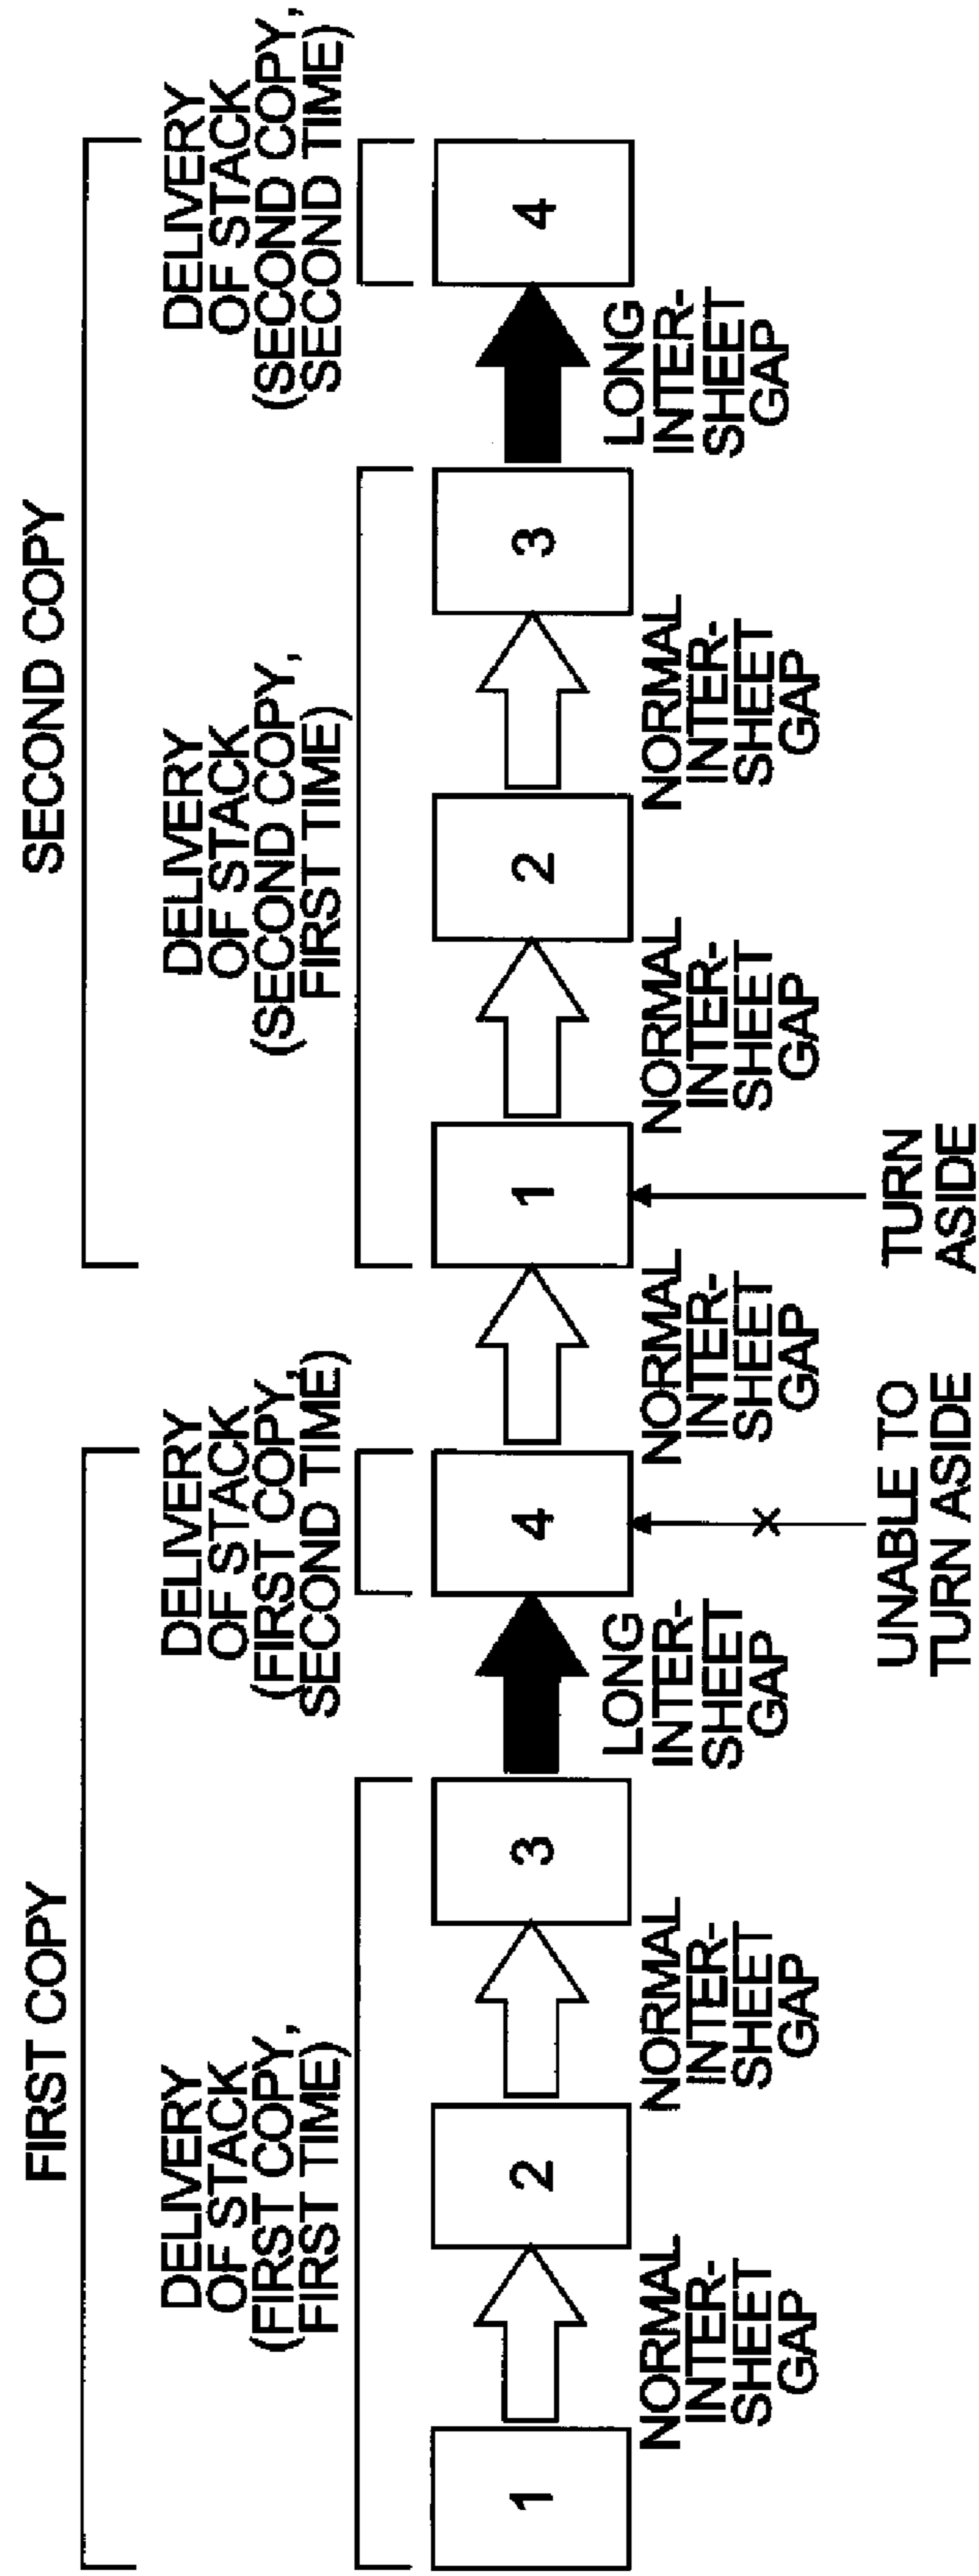 FIRST COPY
SECOND COPY
DELIVERY
OF STACK
(FIRST COPY,
FIRST TIME)
DELIVERY
OF STACK
(FIRST COPY,
SECOND TIME)
DELIVERY
OF STACK
(SECOND COPY,
FIRST TIME)
DELIVERY
OF STACK
(SECOND COPY,
SECOND TIME)
1
2
3
4
1
2
3
4
NORMAL
INTER-
SHEET
GAP
NORMAL
INTER-
SHEET
GAP
LONG
INTER-
SHEET
GAP
NORMAL
INTER-
SHEET
GAP
NORMAL
INTER-
SHEET
GAP
NORMAL
INTER-
SHEET
GAP
LONG
INTER-
SHEET
GAP
UNABLE TO
TURN ASIDE
TURN
ASIDE